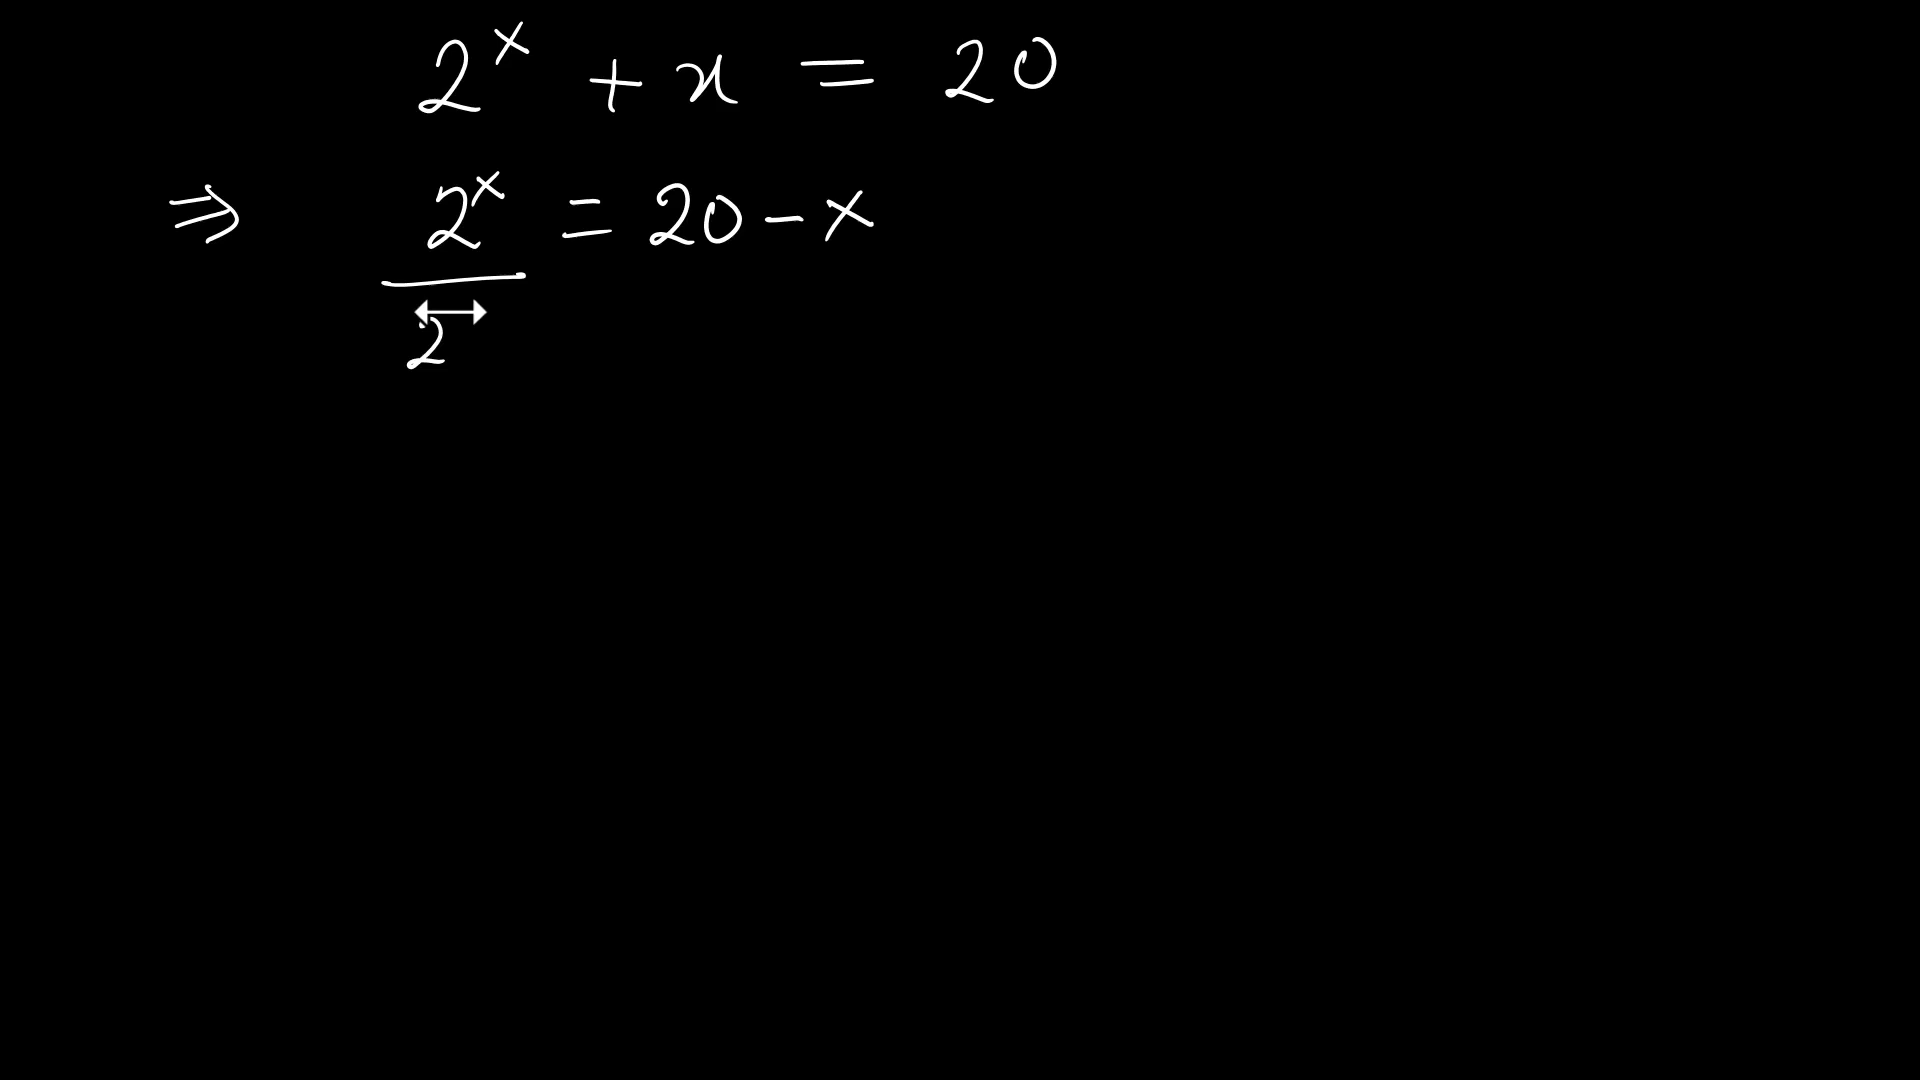 2^x + x = 20
⇒ 2^x = 20 - x
2